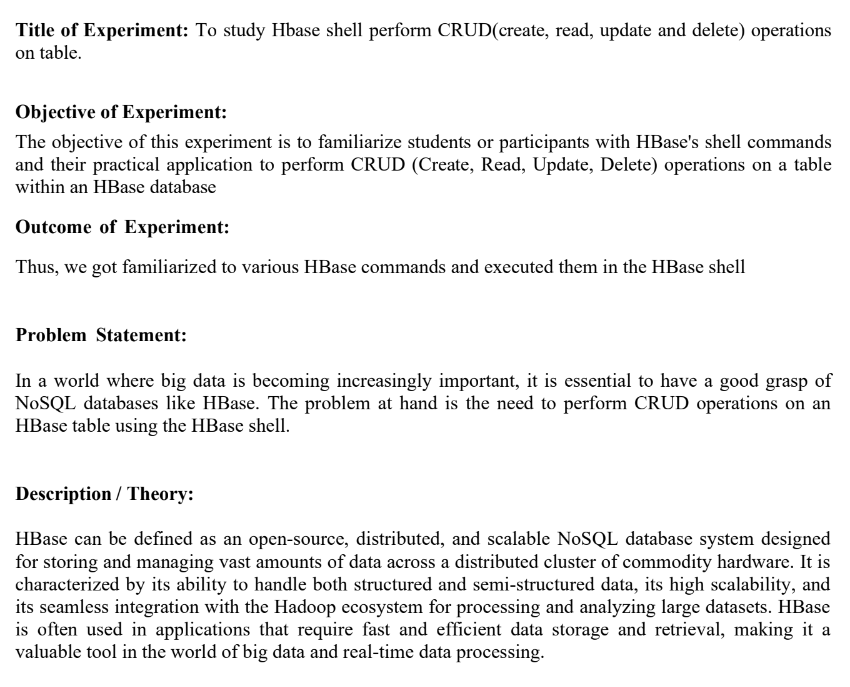 Title of Experiment: To study Hbase shell perform CRUD(create, read, update and delete) operations
on table.
Objective of Experiment:
The objective of this experiment is to familiarize students or participants with HBase's shell commands
and their practical application to perform CRUD (Create, Read, Update, Delete) operations on a table
within an HBase database
Outcome of Experiment:
Thus, we got familiarized to various HBase commands and executed them in the HBase shell
Problem Statement:
In a world where big data is becoming increasingly important, it is essential to have a good grasp of
NoSQL databases like HBase. The problem at hand is the need to perform CRUD operations on an
HBase table using the HBase shell.
Description / Theory:
HBase can be defined as an open-source, distributed, and scalable NoSQL database system designed
for storing and managing vast amounts of data across a distributed cluster of commodity hardware. It is
characterized by its ability to handle both structured and semi-structured data, its high scalability, and
its seamless integration with the Hadoop ecosystem for processing and analyzing large datasets. HBase
is often used in applications that require fast and efficient data storage and retrieval, making it a
valuable tool in the world of big data and real-time data processing.